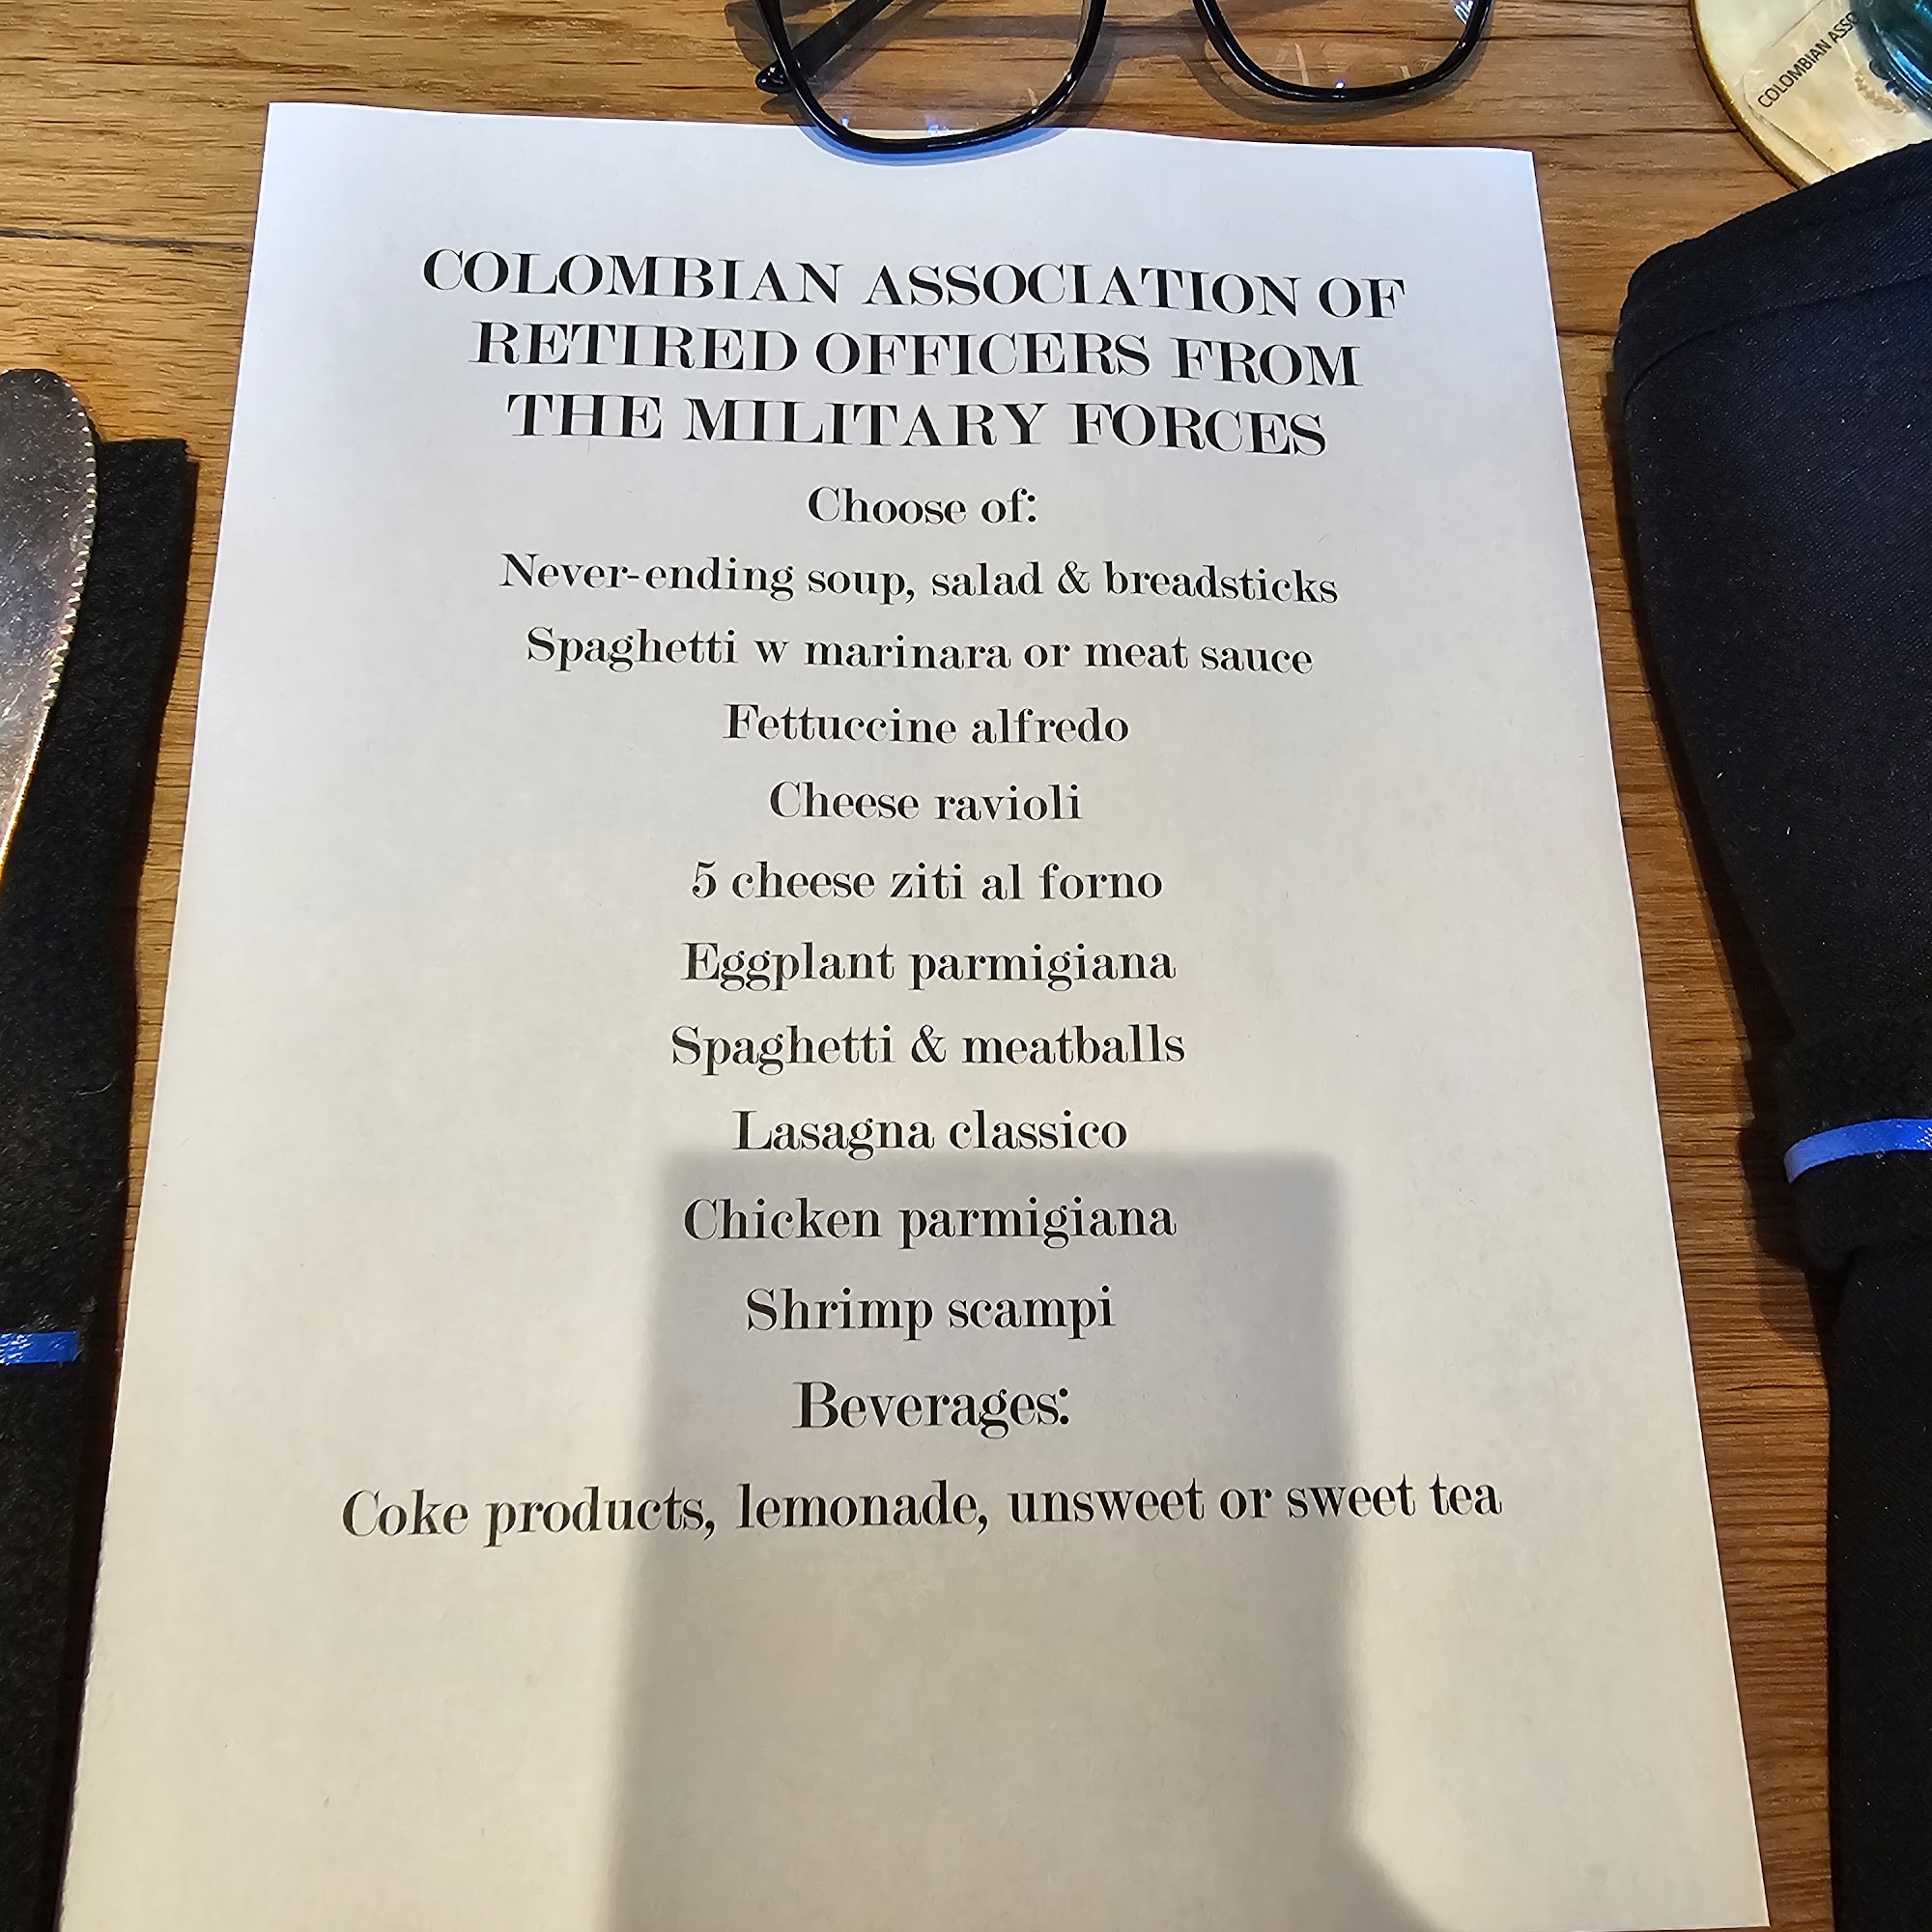 COLOMBIAN ASSO
COLOMBIAN ASSOCIATION OF
RETIRED OFFICERS FROM
THE MILITARY FORCES
Choose of:
Never-ending soup, salad & breadsticks
Spaghetti w marinara or meat sauce
Fettuccine alfredo
Cheese ravioli
5 cheese ziti al forno
Eggplant parmigiana
Spaghetti & meatballs
Lasagna classico
Chicken parmigiana
Shrimp scampi
Beverages:
Coke products, lemonade, unsweet or sweet tea